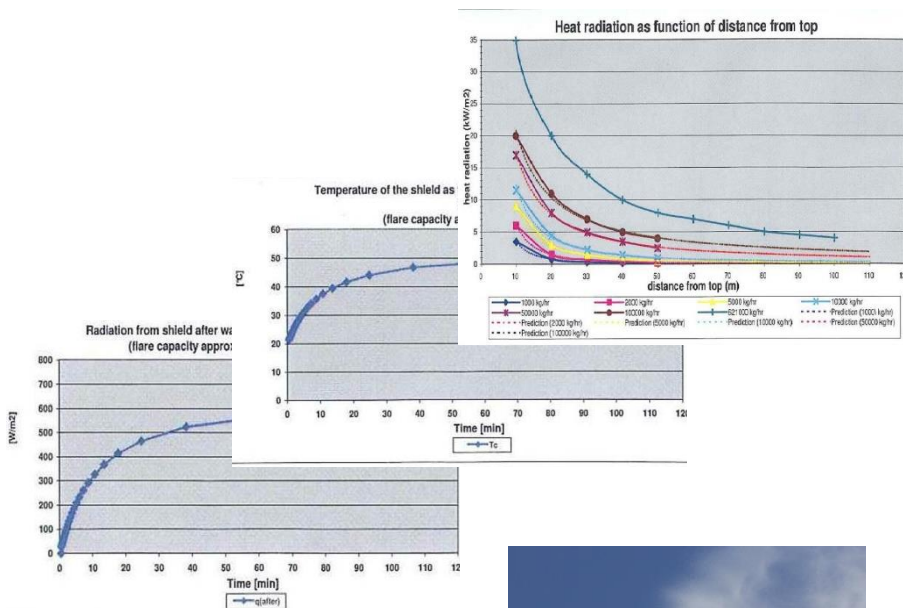 Heat radiation as function of distance from top
heat radiation (kW/m2)
35
30
25
20
15
10
5
0
0 10 20 30 40 50 60 70 80 90 100 110
distance from top (m)
1000 kg/hr 2000 kg/hr 5000 kg/hr 10000 kg/hr
50000 kg/hr 100000 kg/hr 621000 kg/hr Prediction (1000 kg/hr)
Prediction (2000 kg/hr) Prediction (5000 kg/hr) Prediction (10000 kg/hr) Prediction (50000 kg/hr)
Prediction (100000 kg/hr)
Temperature of the shield as
(flare capacity a
[°C]
60
50
40
30
20
10
0
0 10 20 30 40 50 60 70 80 90 100 110 12
Time [min]
Tc
Radiation from shield after wa
(flare capacity appro
[W/m2]
800
700
600
500
400
300
200
100
0
0 10 20 30 40 50 60 70 80 90 100 110 12
Time [min]
q(after)